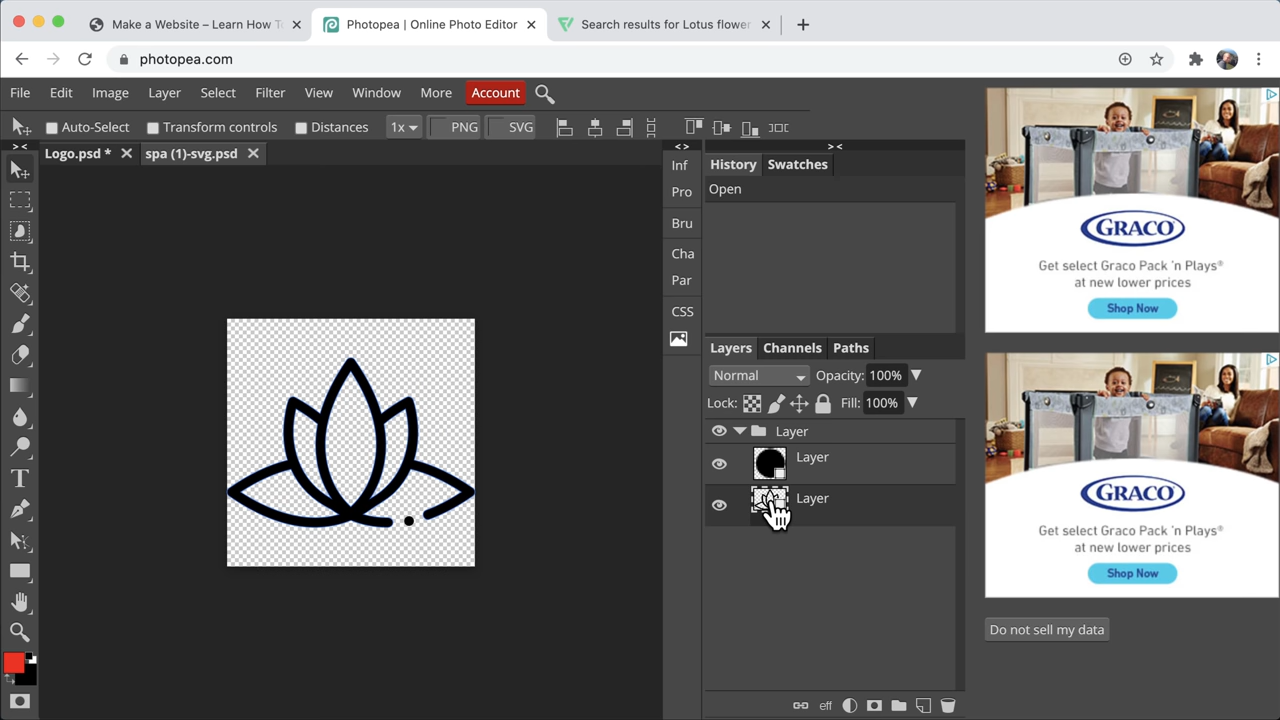 Make a Website – Learn How To
Photopea | Online Photo Editor
Search results for Lotus flower
photopea.com
File Edit Image Layer Select Filter View Window More Account
Auto-Select Transform controls Distances 1x PNG SVG
Logo.psd * spa (1)-svg.psd
Inf
Pro
Bru
Cha
Par
CSS
History Swatches
Open
Layers Channels Paths
Normal Opacity: 100%
Lock: Fill: 100%
Layer
Layer
Layer
GRACO®
Get select Graco Pack 'n Plays®
at new lower prices
Shop Now
GRACO®
Get select Graco Pack 'n Plays®
at new lower prices
Shop Now
Do not sell my data